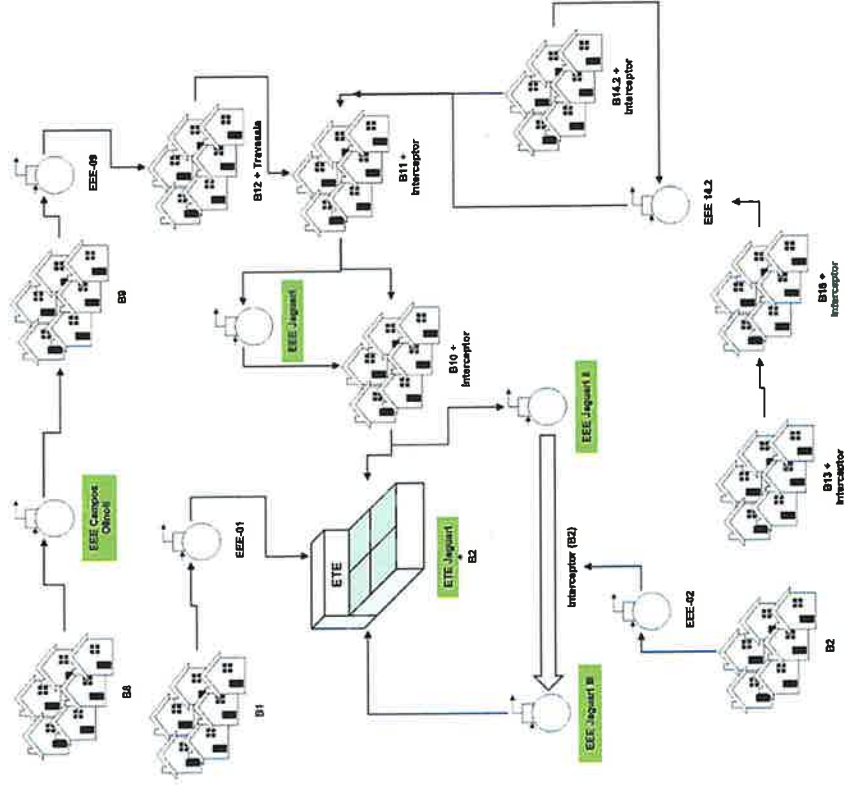 EEE-09
B9
EEE Campos
B8
B1
EEE-01
B12 + Travessia
EEE Jaguari
ETE
B11 +
Interceptor
B10 +
Interceptor
ETE Jaguari
+ B2
Interceptor (B2)
EEE Jaguari II
EEE Jaguari III
B14.2 +
Interceptor
EEE-02
EEE 14.2
B2
B13 +
Interceptor
Interceptor